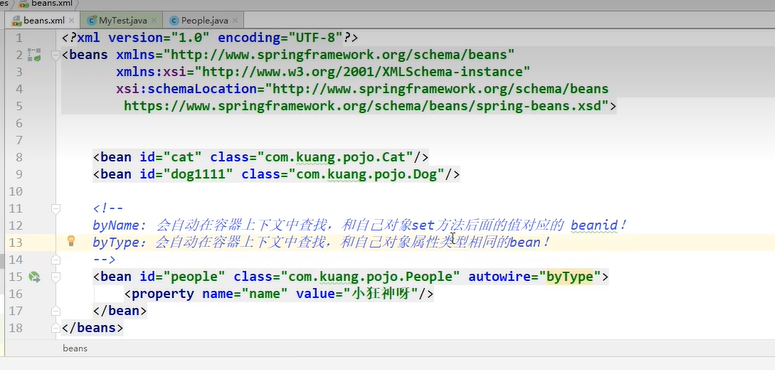 es beans.xml
beans.xml MyTest.java People.java
1 <?xml version="1.0" encoding="UTF-8"?>
2 <beans xmlns="http://www.springframework.org/schema/beans"
3 xmlns:xsi="http://www.w3.org/2001/XMLSchema-instance"
4 xsi:schemaLocation="http://www.springframework.org/schema/beans
5 https://www.springframework.org/schema/beans/spring-beans.xsd">
6
7
8 <bean id="cat" class="com.kuang.pojo.Cat"/>
9 <bean id="dog1111" class="com.kuang.pojo.Dog"/>
10
11 <!--
12 byName: 会自动在容器上下文中查找，和自己对象set方法后面的值对应的 beanid！
13 byType: 会自动在容器上下文中查找，和自己对象属性类型相同的bean！
14 -->
15 <bean id="people" class="com.kuang.pojo.People" autowire="byType">
16 <property name="name" value="小狂神呀"/>
17 </bean>
18 </beans>
beans